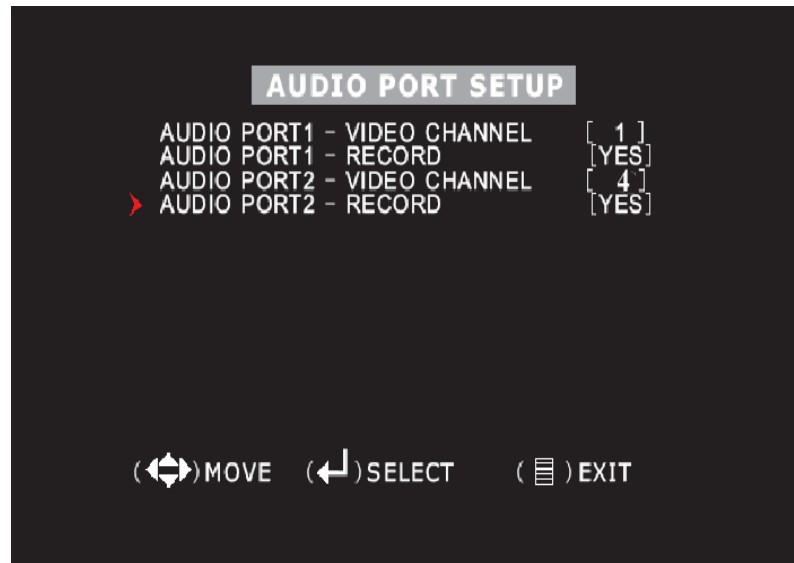 AUDIO PORT SETUP
AUDIO PORT1 - VIDEO CHANNEL [ 1 ]
AUDIO PORT1 - RECORD [YES]
AUDIO PORT2 - VIDEO CHANNEL [ 4 ]
AUDIO PORT2 - RECORD [YES]
( )MOVE ( )SELECT ( )EXIT